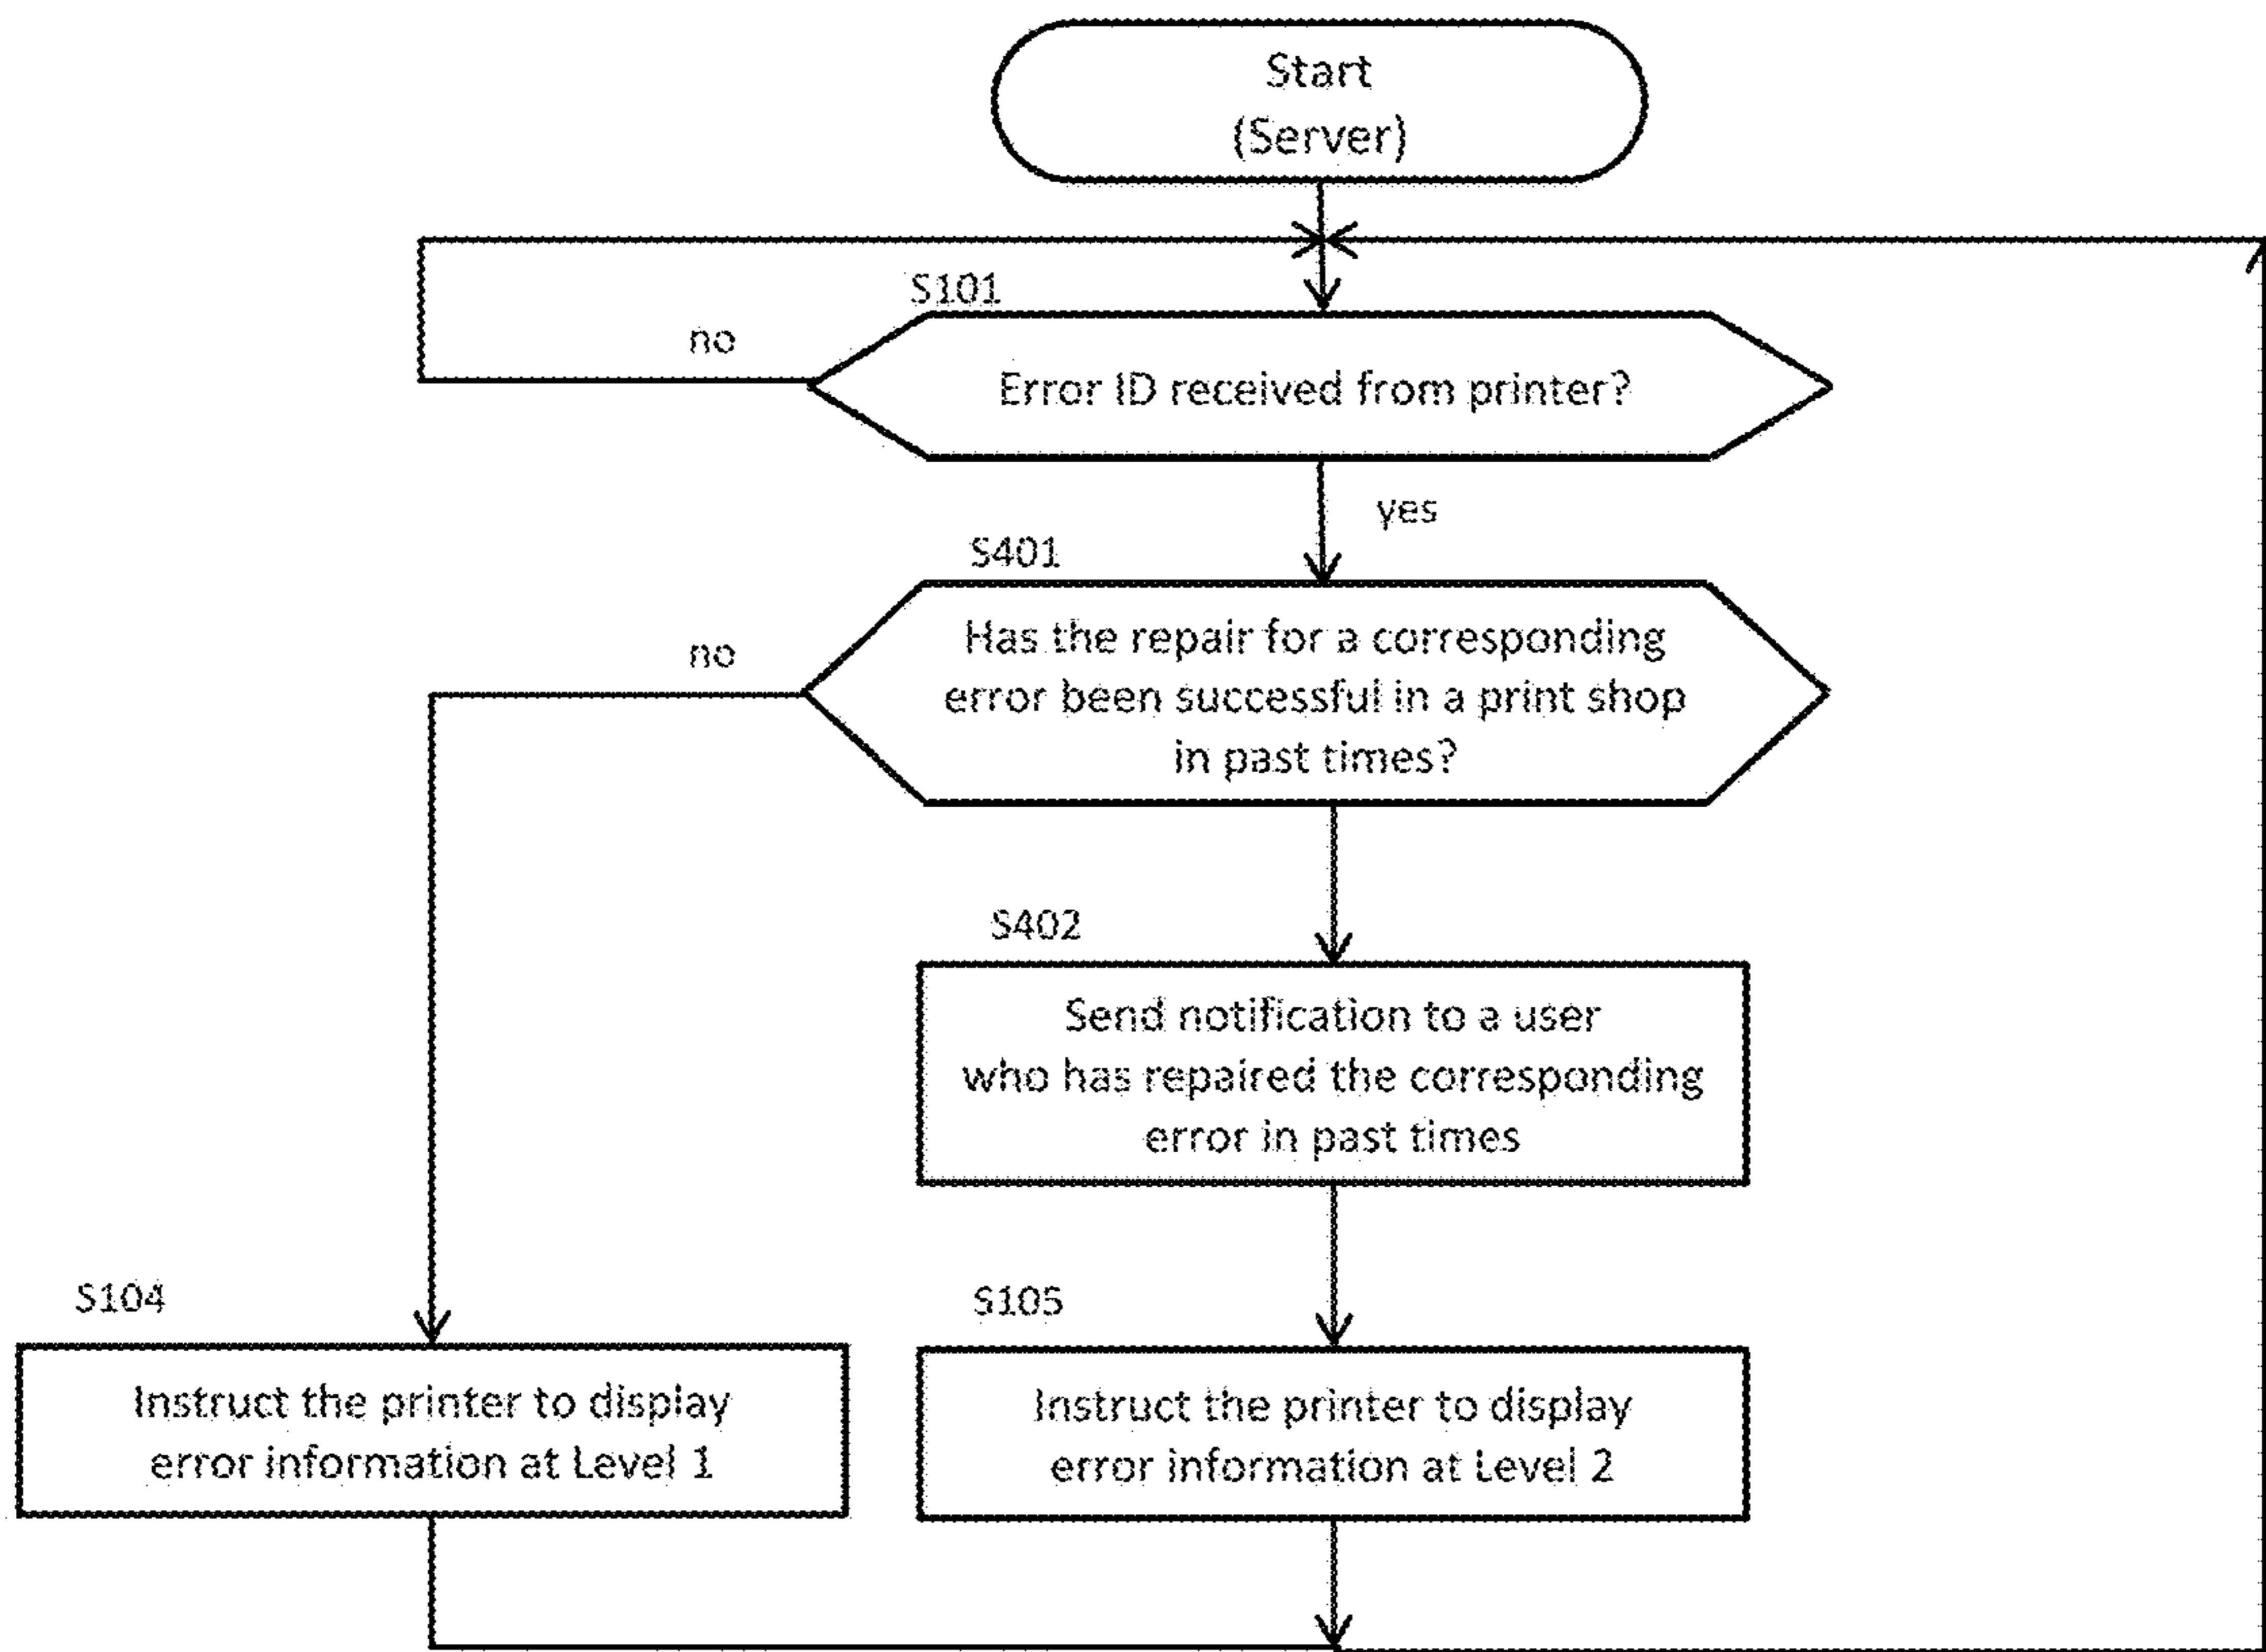 Start
(Server)
S101
no
Error ID received from printer?
yes
S401
no
Has the repair for a corresponding
error been successful in a print shop
in past times?
S402
Send notification to a user
who has repaired the corresponding
error in past times
S104
Instruct the printer to display
error information at Level 1
S105
Instruct the printer to display
error information at Level 2